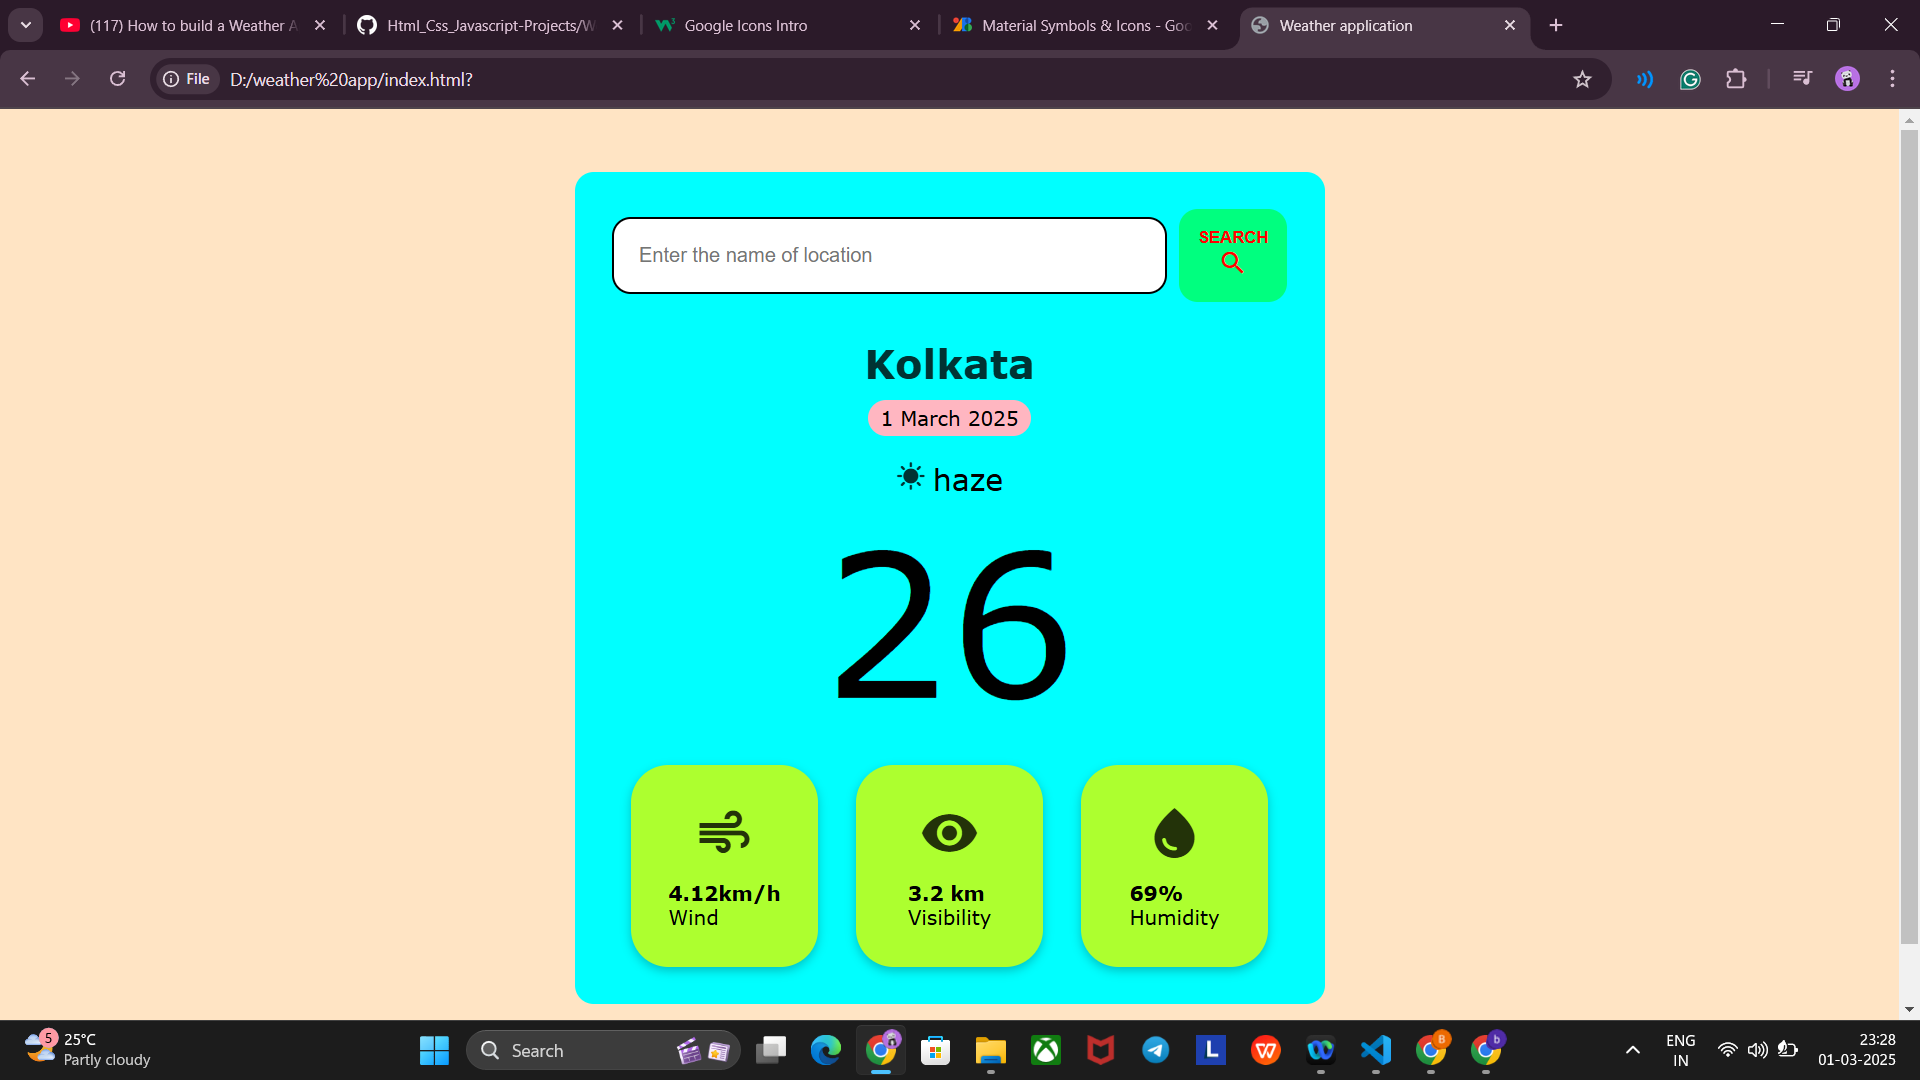 (117) How to build a Weather A
Html_Css_Javascript-Projects/W
Google Icons Intro
Material Symbols & Icons - Goo
Weather application
File
D:/weather%20app/index.html?
Enter the name of location
SEARCH
Kolkata
1 March 2025
haze
26
4.12km/h
Wind
3.2 km
Visibility
69%
Humidity
5
25°C
Partly cloudy
Search
L
W
B
b
ENG
IN
23:28
01-03-2025